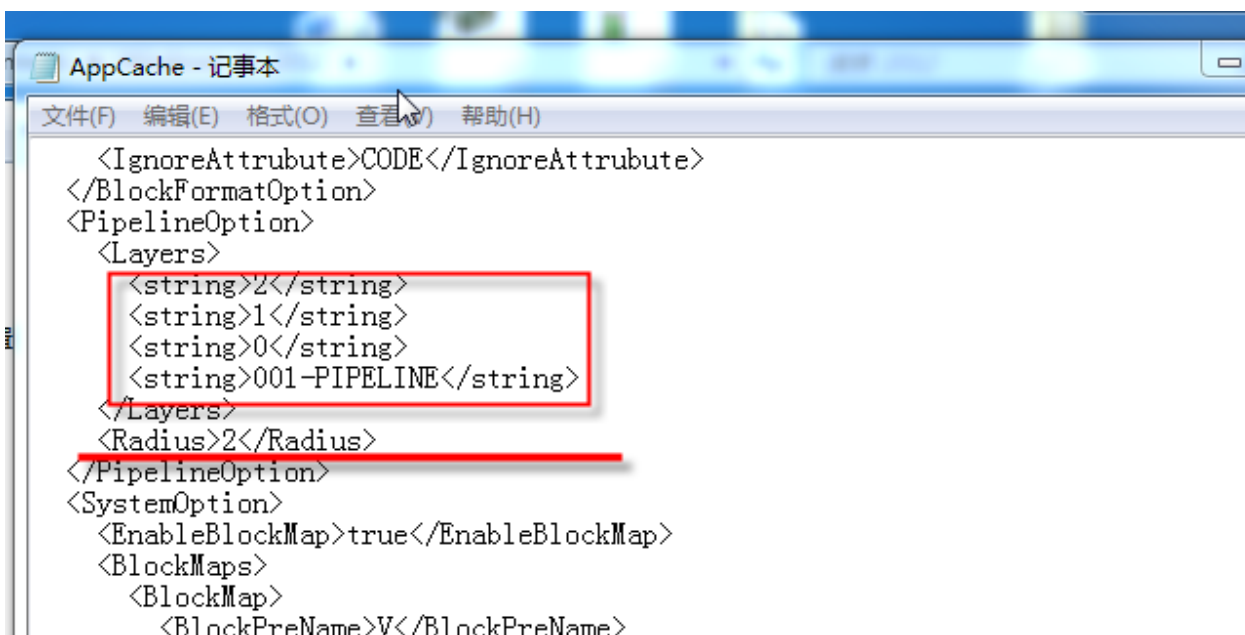 AppCache - 记事本
文件(F) 编辑(E) 格式(O) 查看(V) 帮助(H)
<IgnoreAttrubute>CODE</IgnoreAttrubute>
</BlockFormatOption>
<PipelineOption>
<Layers>
<string>2</string>
<string>1</string>
<string>0</string>
<string>001-PIPELINE</string>
</Layers>
<Radius>2</Radius>
</PipelineOption>
<SystemOption>
<EnableBlockMap>true</EnableBlockMap>
<BlockMaps>
<BlockMap>
<BlockPreName>V</BlockPreName>